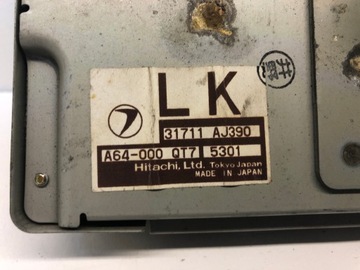 LK
31711 AJ390
A64-000 QT7 5301
Hitachi, Ltd. Tokyo Japan
MADE IN JAPAN